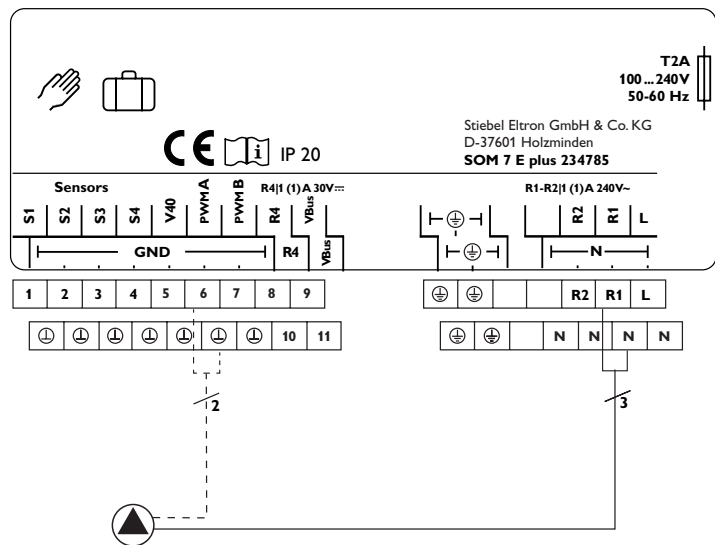 T2A
100 ... 240V
50-60 Hz
Stiebel Eltron GmbH & Co. KG
D-37601 Holzminden
SOM 7 E plus 234785
IP 20
Sensors
R4|1 (1)A 30V⎓
R1-R2|1 (1)A 240V~
S1 S2 S3 S4 V40 PWM A PWM B R4 VBus
R2 R1 L
GND R4 VBus
N
1 2 3 4 5 6 7 8 9
R2 R1 L
10 11
N N N N
2
3